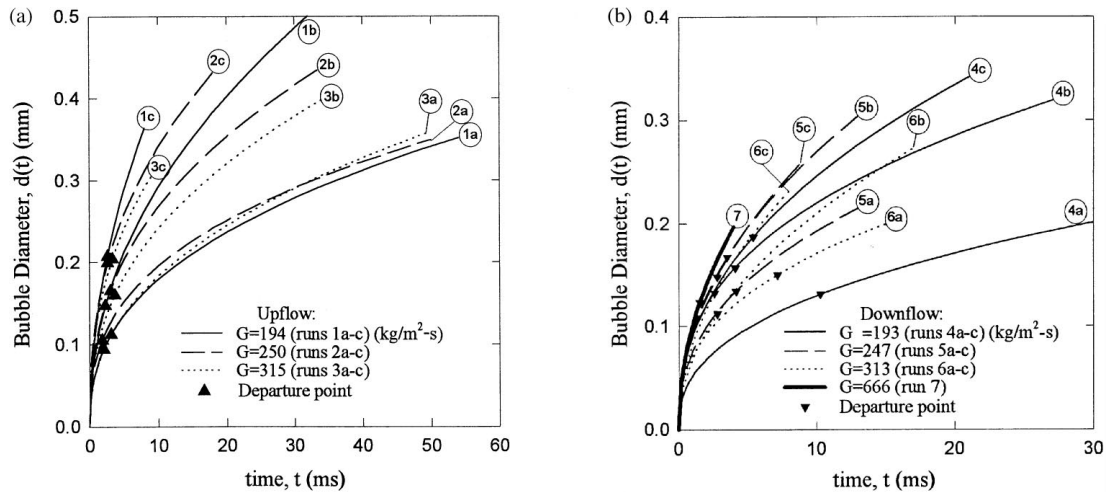 (a)
Bubble Diameter, d(t) (mm)
0.5
0.4
0.3
0.2
0.1
0.0
0 10 20 30 40 50 60
time, t (ms)
1c
2c
1b
2b
3b
3c
3a
2a
1a
Upflow:
G=194 (runs 1a-c) (kg/m²-s)
G=250 (runs 2a-c)
G=315 (runs 3a-c)
Departure point
(b)
Bubble Diameter, d(t) (mm)
0.4
0.3
0.2
0.1
0.0
0 10 20 30
time, t (ms)
4c
4b
5b
5c
6b
6c
7
5a
6a
4a
Downflow:
G =193 (runs 4a-c) (kg/m²-s)
G=247 (runs 5a-c)
G=313 (runs 6a-c)
G=666 (run 7)
Departure point